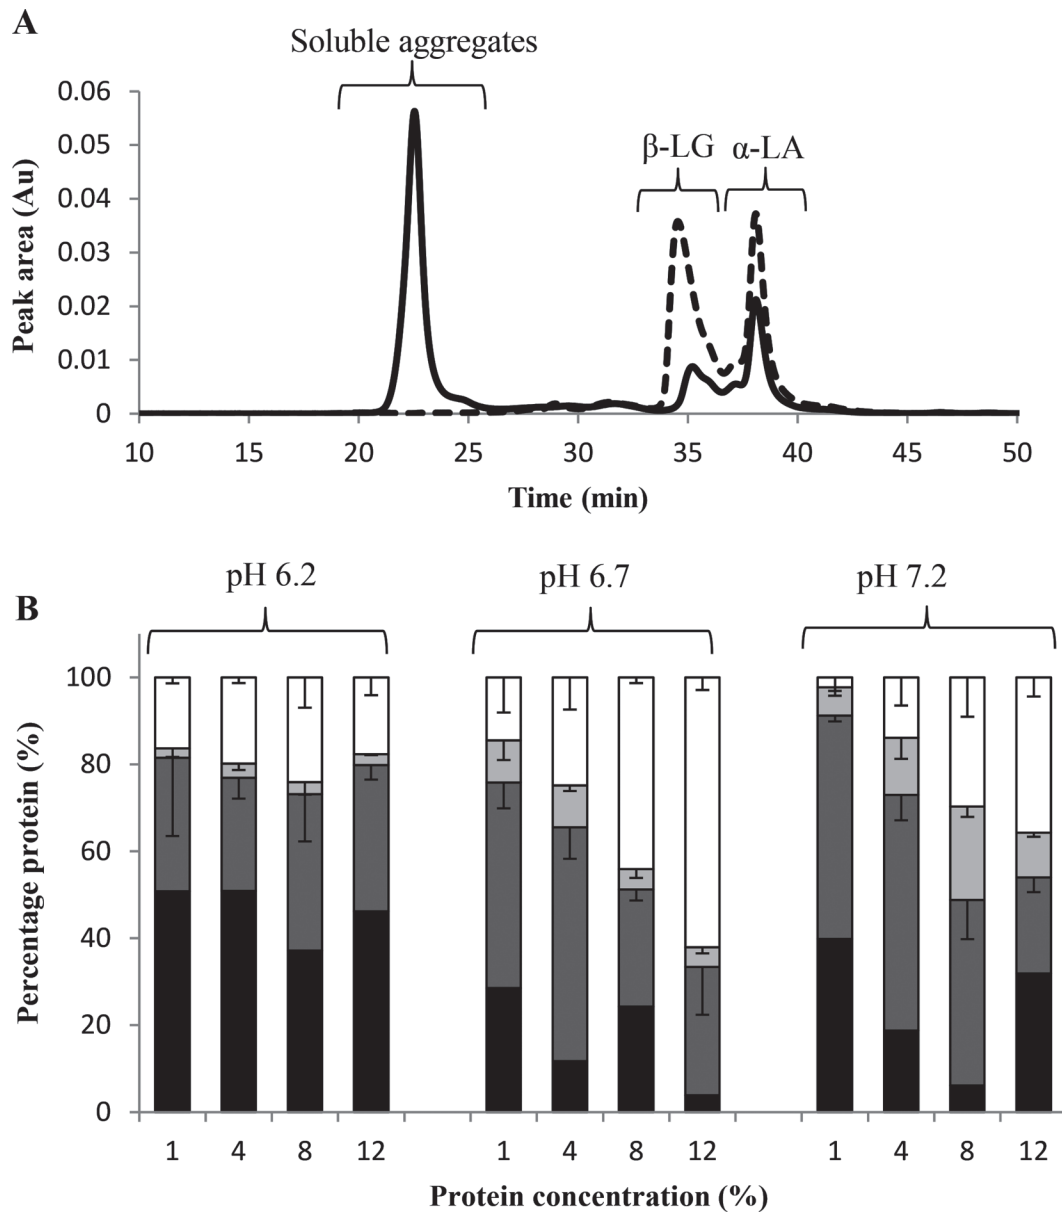 A
Soluble aggregates
0.06
0.05
0.04
0.03
0.02
0.01
0
β-LG α-LA
Peak area (Au)
10 15 20 25 30 35 40 45 50
Time (min)
B
pH 6.2 pH 6.7 pH 7.2
100
80
60
40
20
0
Percentage protein (%)
1 4 8 12 1 4 8 12 1 4 8 12
Protein concentration (%)